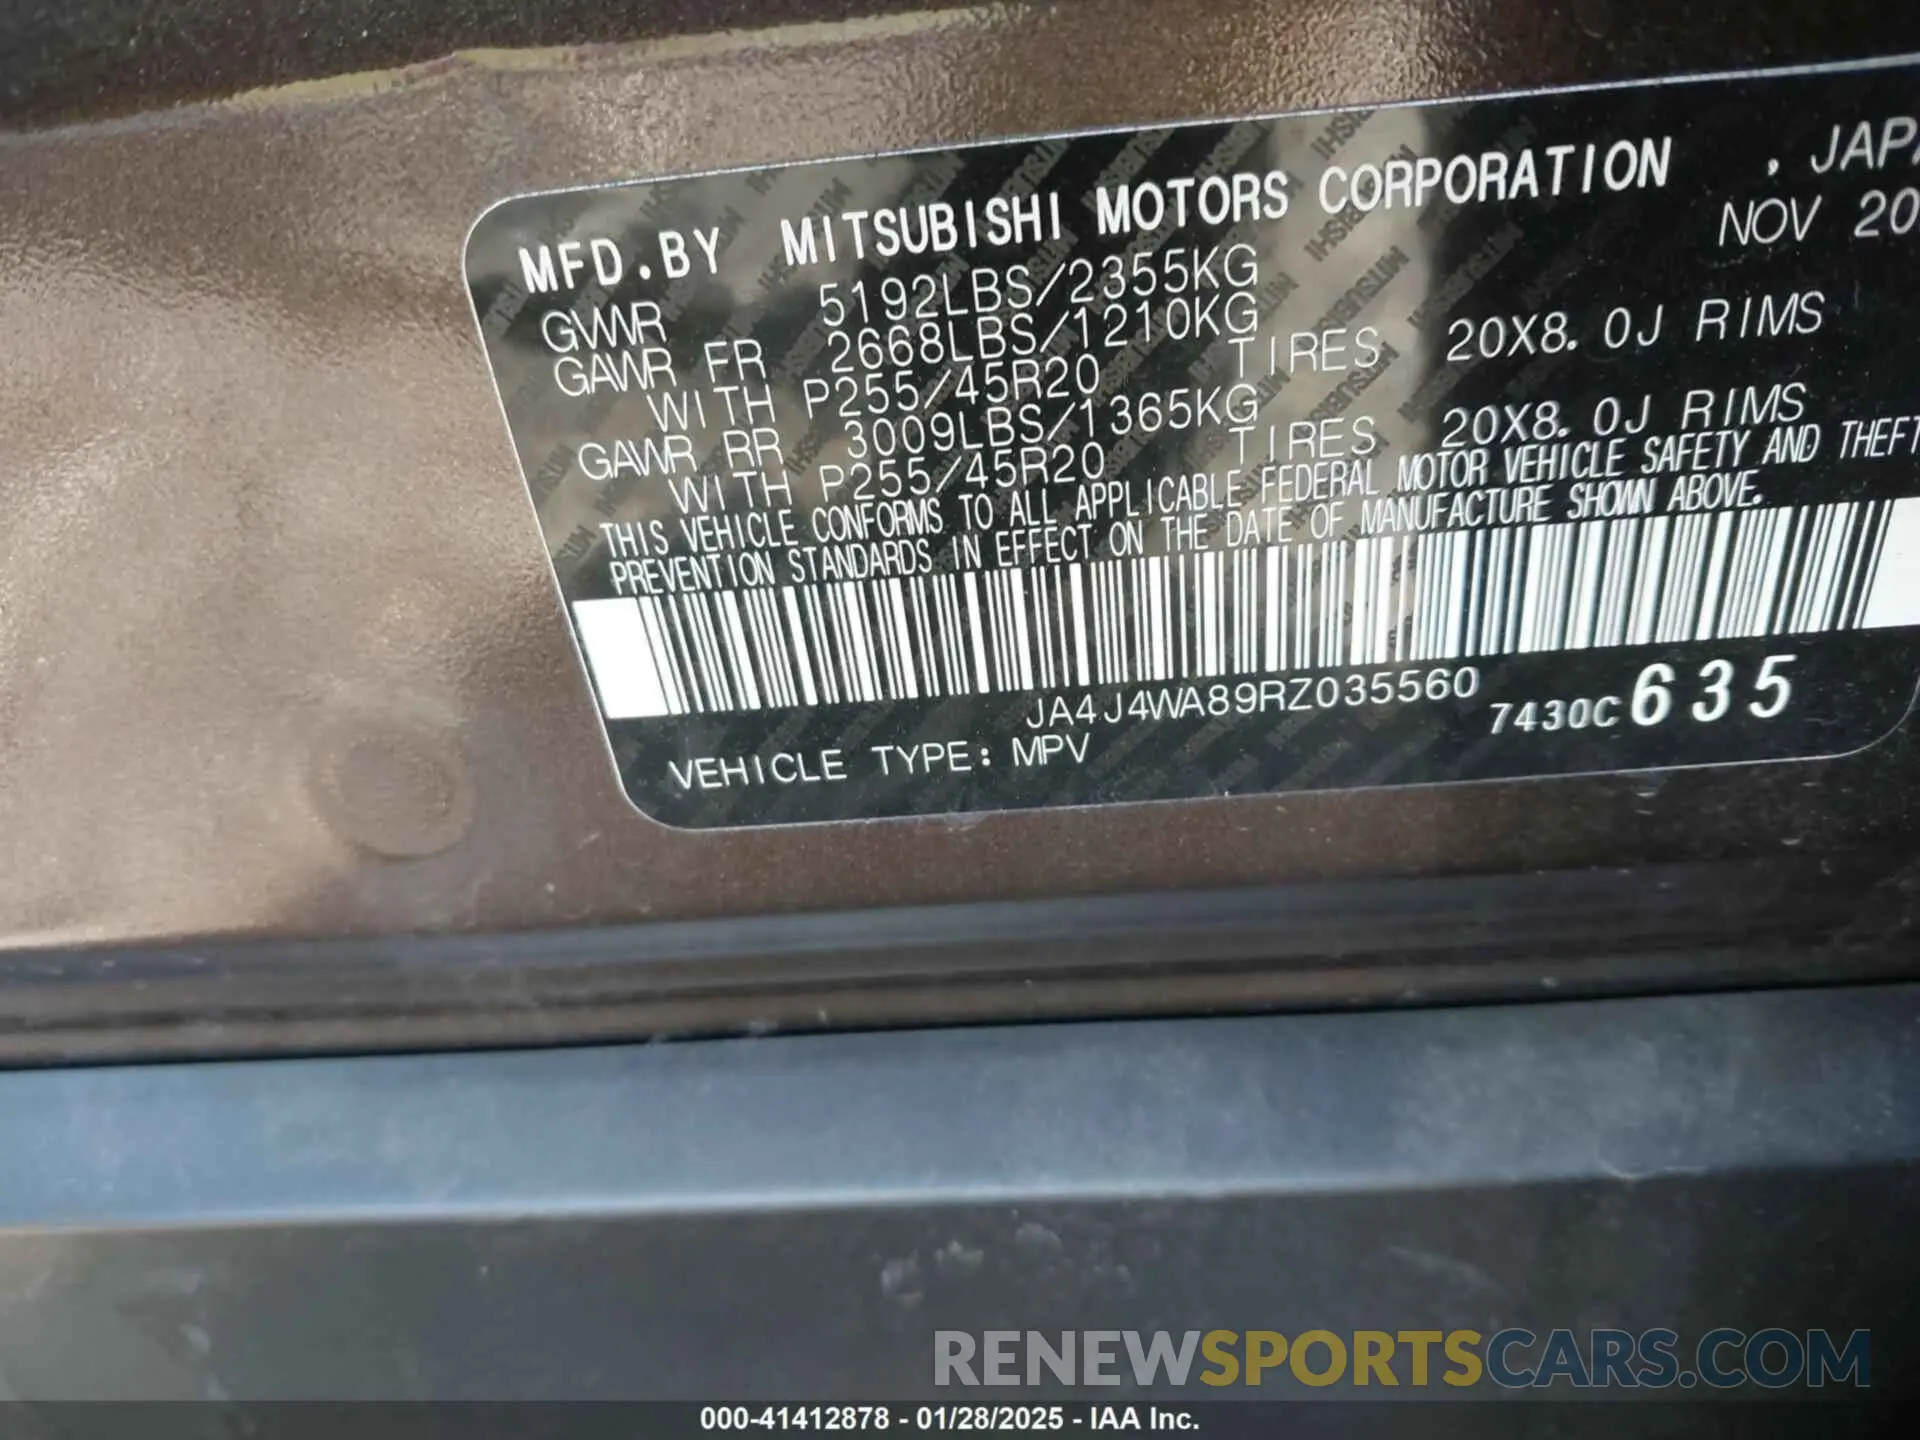 MFD.BY MITSUBISHI MOTORS CORPORATION , JAPA
NOV 20
GVWR 5192LBS/2355KG
GAWR FR 2668LBS/1210KG
WITH P255/45R20 TIRES 20X8.0J RIMS
GAWR RR 3009LBS/1365KG
WITH P255/45R20 TIRES 20X8.0J RIMS
THIS VEHICLE CONFORMS TO ALL APPLICABLE FEDERAL MOTOR VEHICLE SAFETY AND THEFT
PREVENTION STANDARDS IN EFFECT ON THE DATE OF MANUFACTURE SHOWN ABOVE.
JA4J4WA89RZ035560 7430C 635
VEHICLE TYPE: MPV
RENEWSPORTSCARS.COM
000-41412878 - 01/28/2025 - IAA Inc.